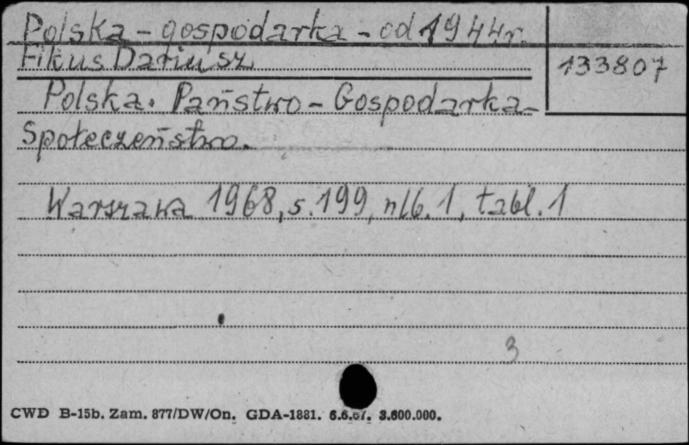 Polska - gospodarka - od 1944r.
Fikus Dariusz
133807
Polska. Państwo - Gospodarka -
Społeczeństwo.
Warszawa 1968, s. 199, nlb. 1, tabl. 1
3
CWD B-15b. Zam. 877/DW/On. GDA-1881. 6.6.67. 3.600.000.